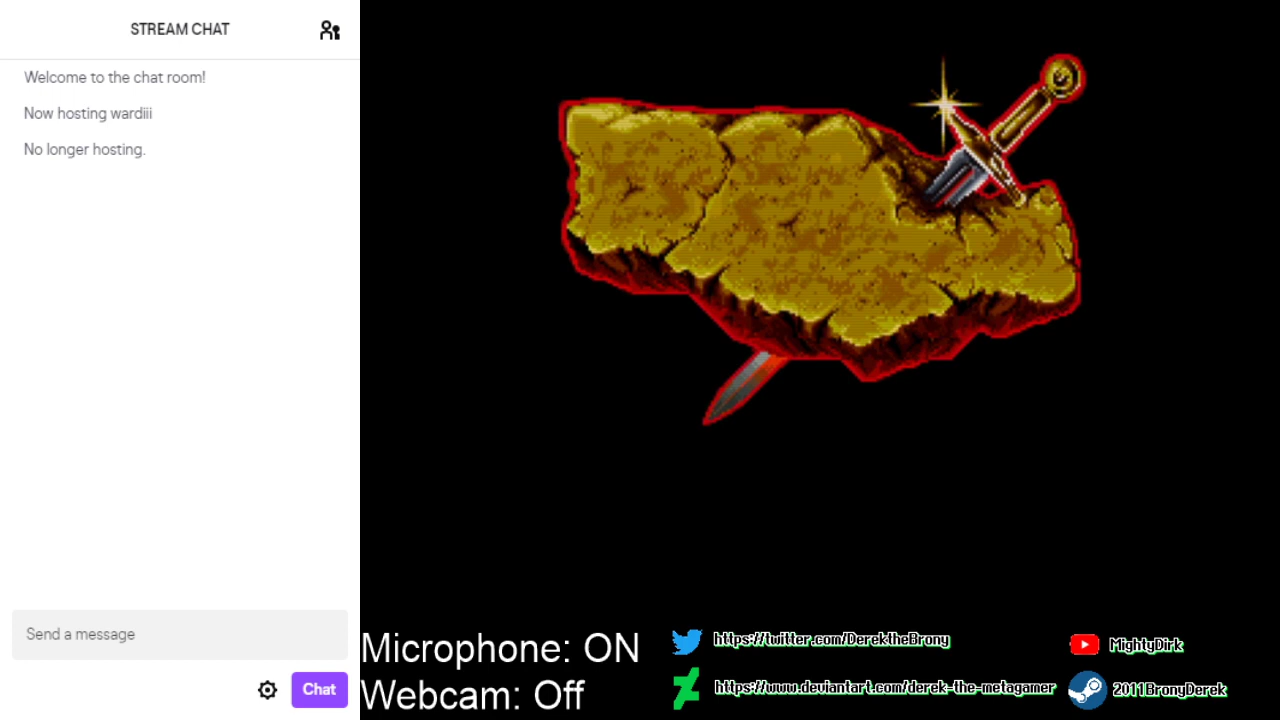 STREAM CHAT
Welcome to the chat room!
Now hosting wardiii
No longer hosting.
Send a message
Chat
Microphone: ON
Webcam: Off
https://twitter.com/DerektheBrony
https://www.deviantart.com/derek-the-metagamer
MightyDirk
2011BronyDerek